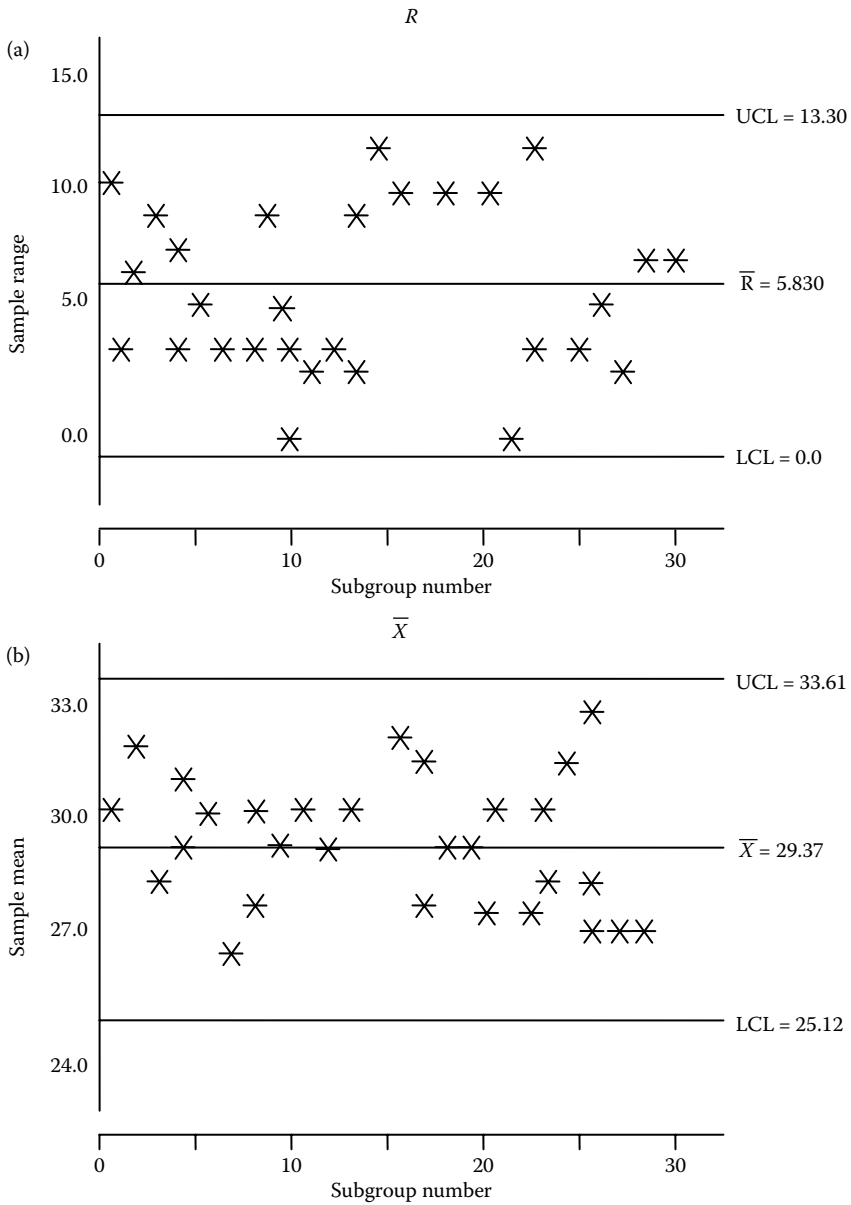 R
(a)
15.0
UCL = 13.30
10.0
Sample range
R̅ = 5.830
5.0
0.0
LCL = 0.0
0 10 20 30
Subgroup number
X̅
(b)
UCL = 33.61
33.0
30.0
Sample mean
X̅ = 29.37
27.0
LCL = 25.12
24.0
0 10 20 30
Subgroup number